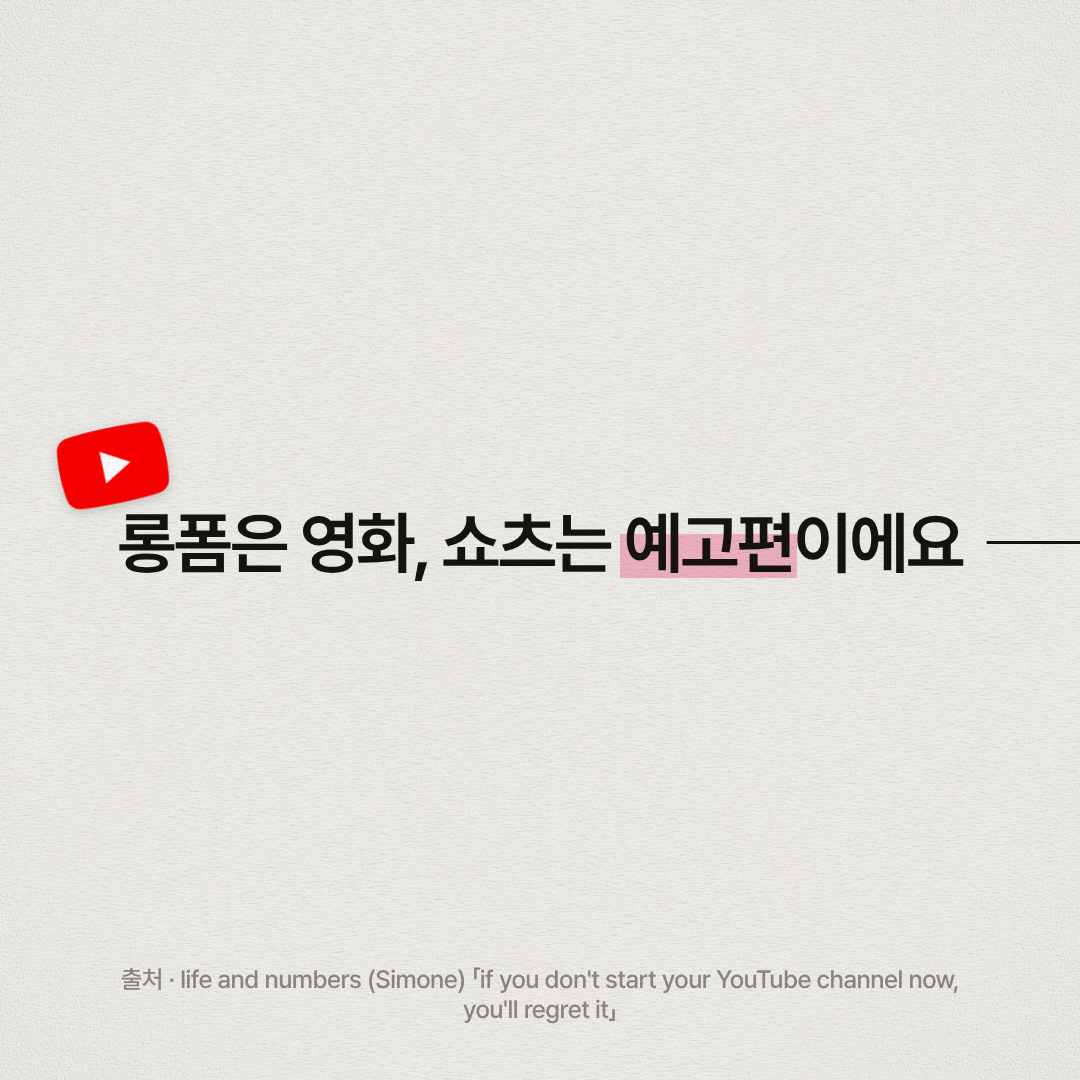 롱폼은 영화, 쇼츠는 예고편이에요
출처 · life and numbers (Simone) 「if you don't start your YouTube channel now,
you'll regret it」